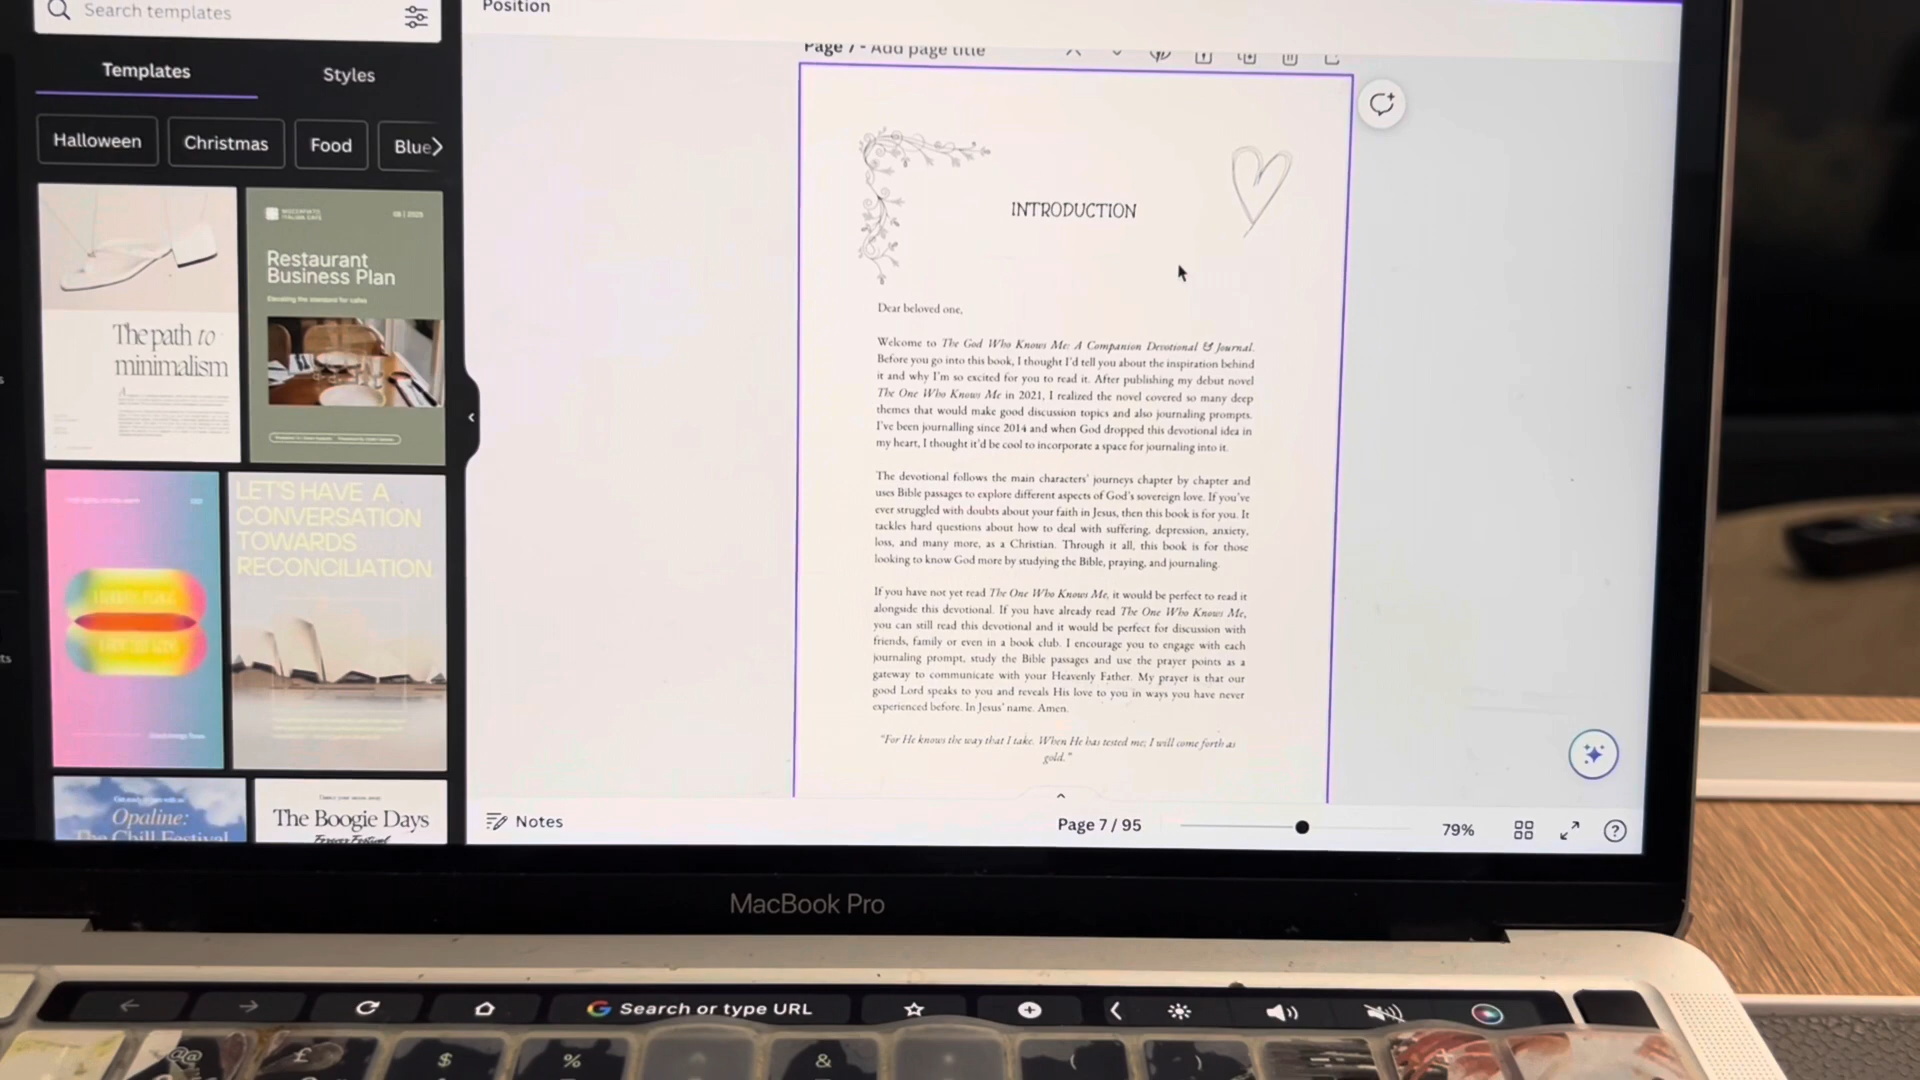 Search templates
Position
Templates
Styles
Halloween
Christmas
Food
Blue
The path to
minimalism
05 | 2025
Restaurant
Business Plan
LET'S HAVE A
CONVERSATION
TOWARDS
RECONCILIATION
Opaline:
The Chill Festival
The Boogie Days
Forever Festival
Page 7 - Add page title
INTRODUCTION
Dear beloved one,
Welcome to The God Who Knows Me: A Companion Devotional & Journal.
Before you go into this book, I thought I'd tell you about the inspiration behind
it and why I'm so excited for you to read it. After publishing my debut novel
The One Who Knows Me in 2021, I realized the novel covered so many deep
themes that would make good discussion topics and also journaling prompts.
I've been journalling since 2014 and when God dropped this devotional idea in
my heart, I thought it'd be cool to incorporate a space for journaling into it.
The devotional follows the main characters' journeys chapter by chapter and
uses Bible passages to explore different aspects of God's sovereign love. If you've
ever struggled with doubts about your faith in Jesus, then this book is for you. It
tackles hard questions about how to deal with suffering, depression, anxiety,
loss, and many more, as a Christian. Through it all, this book is for those
looking to know God more by studying the Bible, praying, and journaling.
If you have not yet read The One Who Knows Me, it would be perfect to read it
alongside this devotional. If you have already read The One Who Knows Me,
you can still read this devotional and it would be perfect for discussion with
friends, family or even in a book club. I encourage you to engage with each
journaling prompt, study the Bible passages and use the prayer points as a
gateway to communicate with your Heavenly Father. My prayer is that our
good Lord speaks to you and reveals His love to you in ways you have never
experienced before. In Jesus' name. Amen.
"For He knows the way that I take. When He has tested me, I will come forth as
gold."
Notes
Page 7 / 95
79%
MacBook Pro
Search or type URL
@
£
$
%
&
(
)